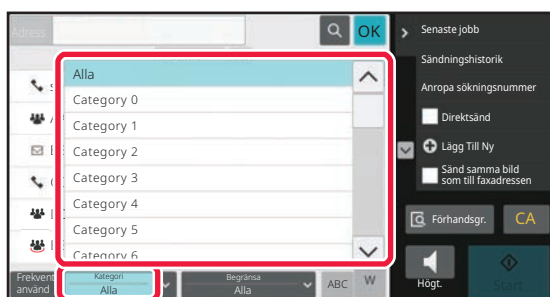 Adress
OK
Senaste jobb
Sändningshistorik
Anropa sökningsnummer
Direktsänd
Lägg Till Ny
Sänd samma bild
som till faxadressen
Förhandsgr.
CA
Högt.
Start
Alla
Category 0
Category 1
Category 2
Category 3
Category 4
Category 5
Category 6
Frekvent
använd
Kategori
Alla
Begränsa
Alla
ABC
W